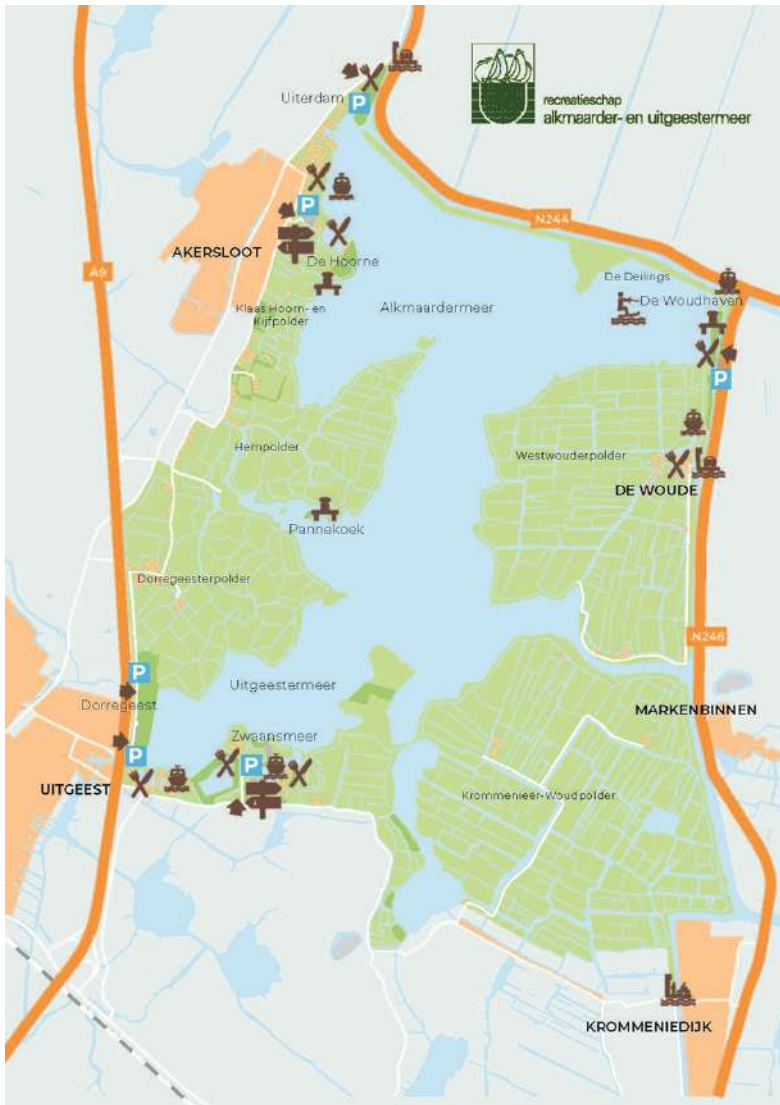 recreatieschap
alkmaarder- en uitgeestermeer
Uiterdam
P
N244
P
AKERSLOOT
De Hoorne
A9
De Deilings
De Woudhaven
Klaas Hoorn- en
Kijfpolder
Alkmaardermeer
P
Hempolder
Westwouderpolder
DE WOUDE
Pannekoek
Dorregeesterpolder
N246
P
Uitgeestermeer
Dorregeest
MARKENBINNEN
Zwaansmeer
P
P
UITGEEST
Krommenieer-Woudpolder
KROMMENIEDIJK